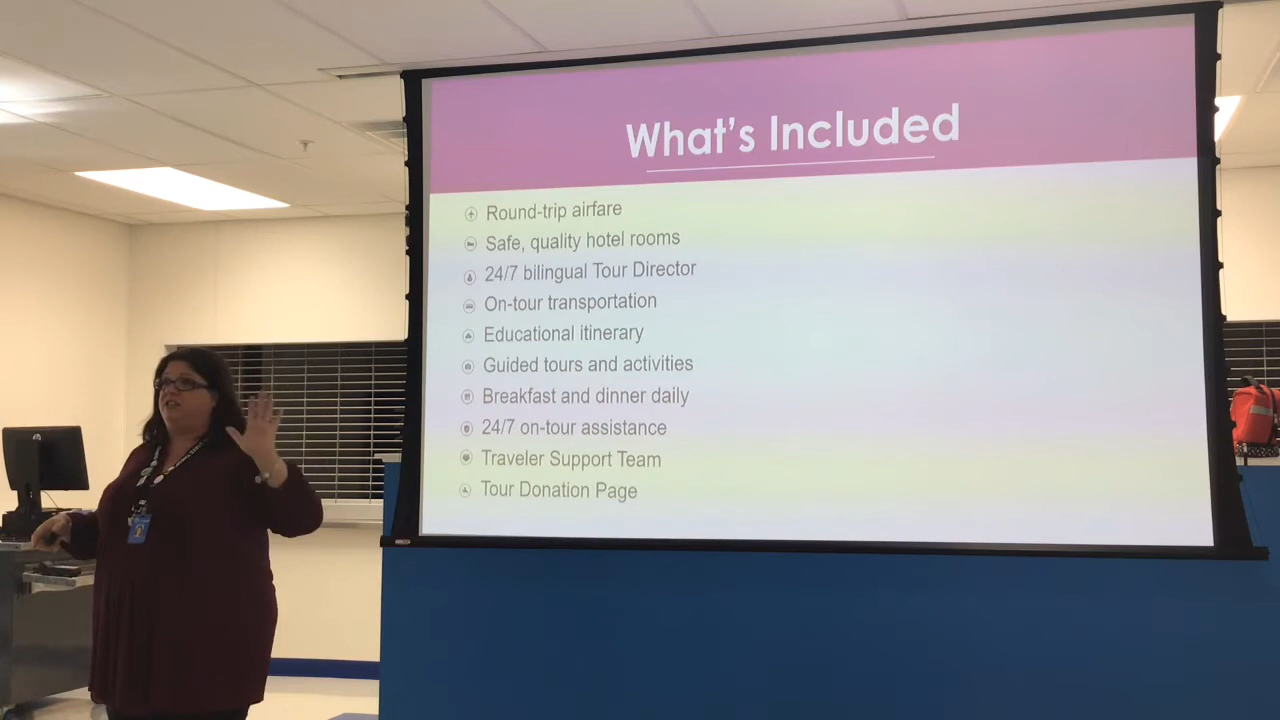 What's Included
Round-trip airfare
Safe, quality hotel rooms
24/7 bilingual Tour Director
On-tour transportation
Educational itinerary
Guided tours and activities
Breakfast and dinner daily
24/7 on-tour assistance
Traveler Support Team
Tour Donation Page